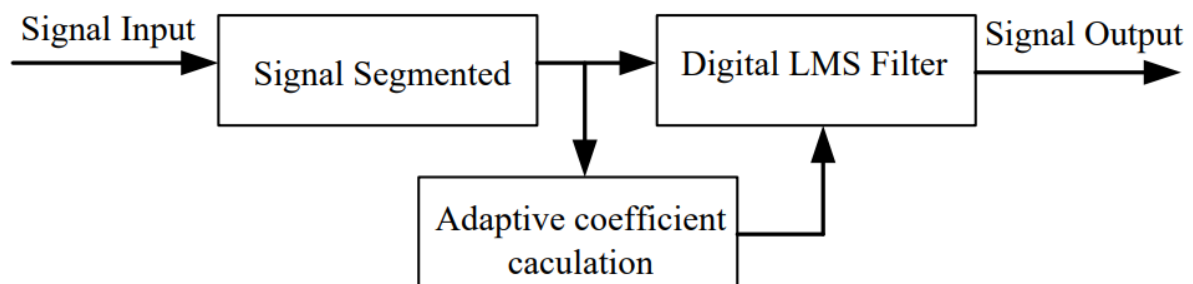 Signal Input
Signal Segmented
Digital LMS Filter
Signal Output
Adaptive coefficient
caculation